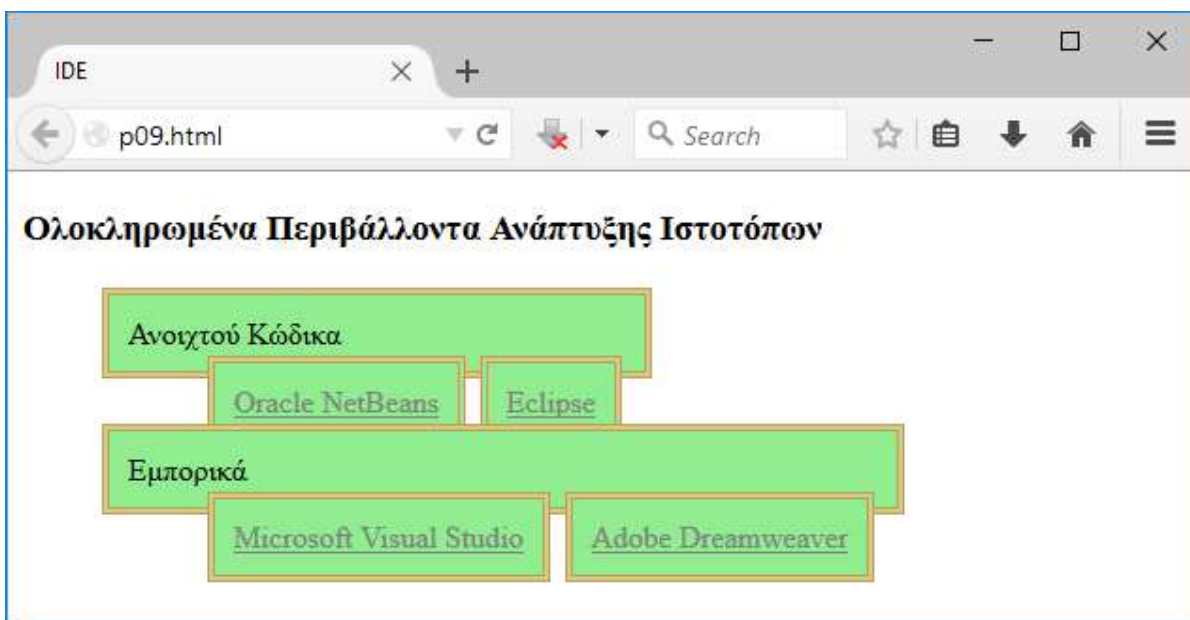 IDE
p09.html
Search
Ολοκληρωμένα Περιβάλλοντα Ανάπτυξης Ιστοτόπων
Ανοιχτού Κώδικα
Oracle NetBeans Eclipse
Εμπορικά
Microsoft Visual Studio Adobe Dreamweaver